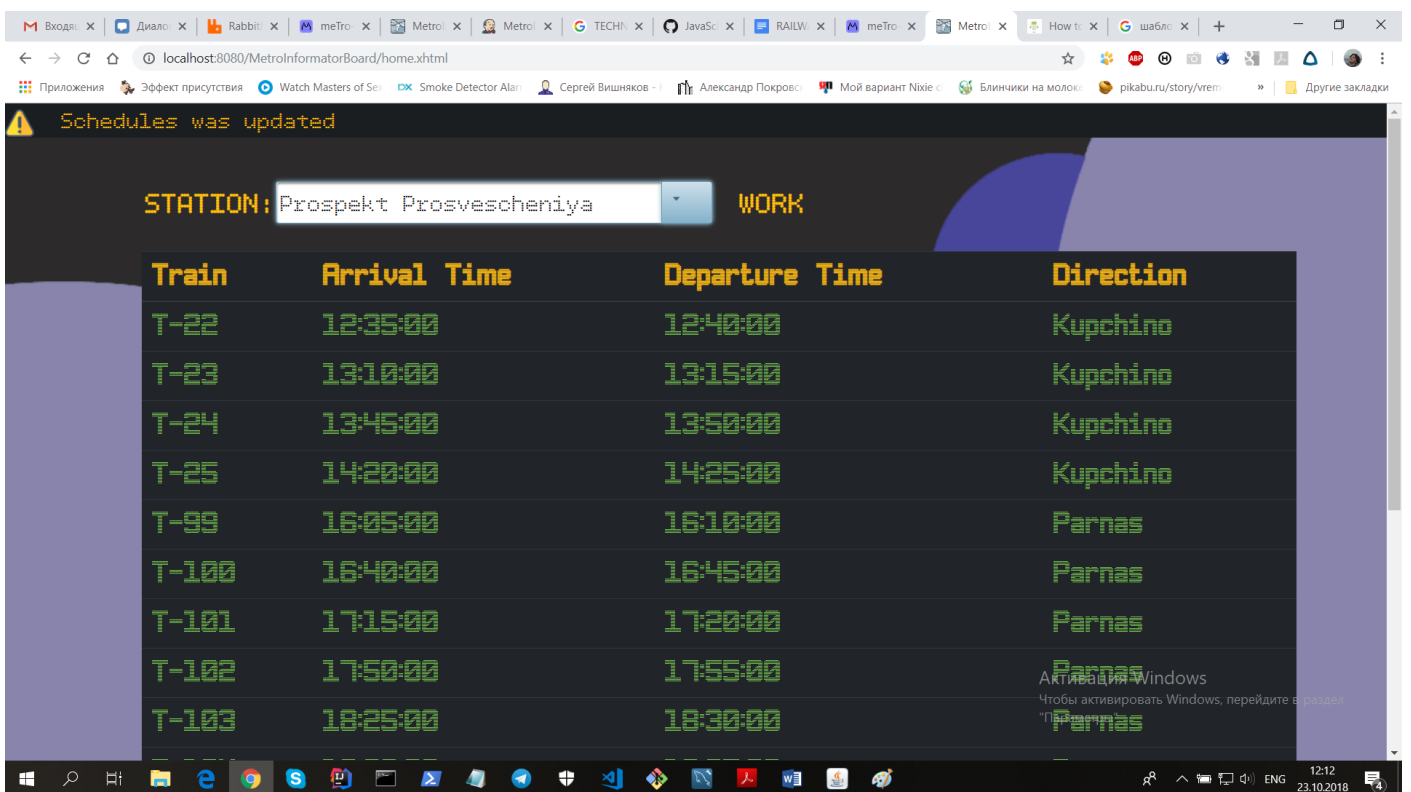 Входящ Диалог Rabbit meTro- Metrol Metrol TECHN JavaSc RAILW meTro- Metrol How to шабло
localhost:8080/MetroInformatorBoard/home.xhtml
Приложения Эффект присутствия Watch Masters of Se DX Smoke Detector Alar Сергей Вишняков - Александр Покровс Мой вариант Nixie Блинчики на молоке pikabu.ru/story/vrem » Другие закладки
Schedules was updated
STATION: Prospekt Prosvescheniya WORK
Train Arrival Time Departure Time Direction
T-22 12:35:00 12:40:00 Kupchino
T-23 13:10:00 13:15:00 Kupchino
T-24 13:45:00 13:50:00 Kupchino
T-25 14:20:00 14:25:00 Kupchino
T-99 16:05:00 16:10:00 Parnas
T-100 16:40:00 16:45:00 Parnas
T-101 17:15:00 17:20:00 Parnas
T-102 17:50:00 17:55:00 Parnas
Активация Windows
Чтобы активировать Windows, перейдите в раздел
T-103 18:25:00 18:30:00 Parnas
ENG 12:12
23.10.2018